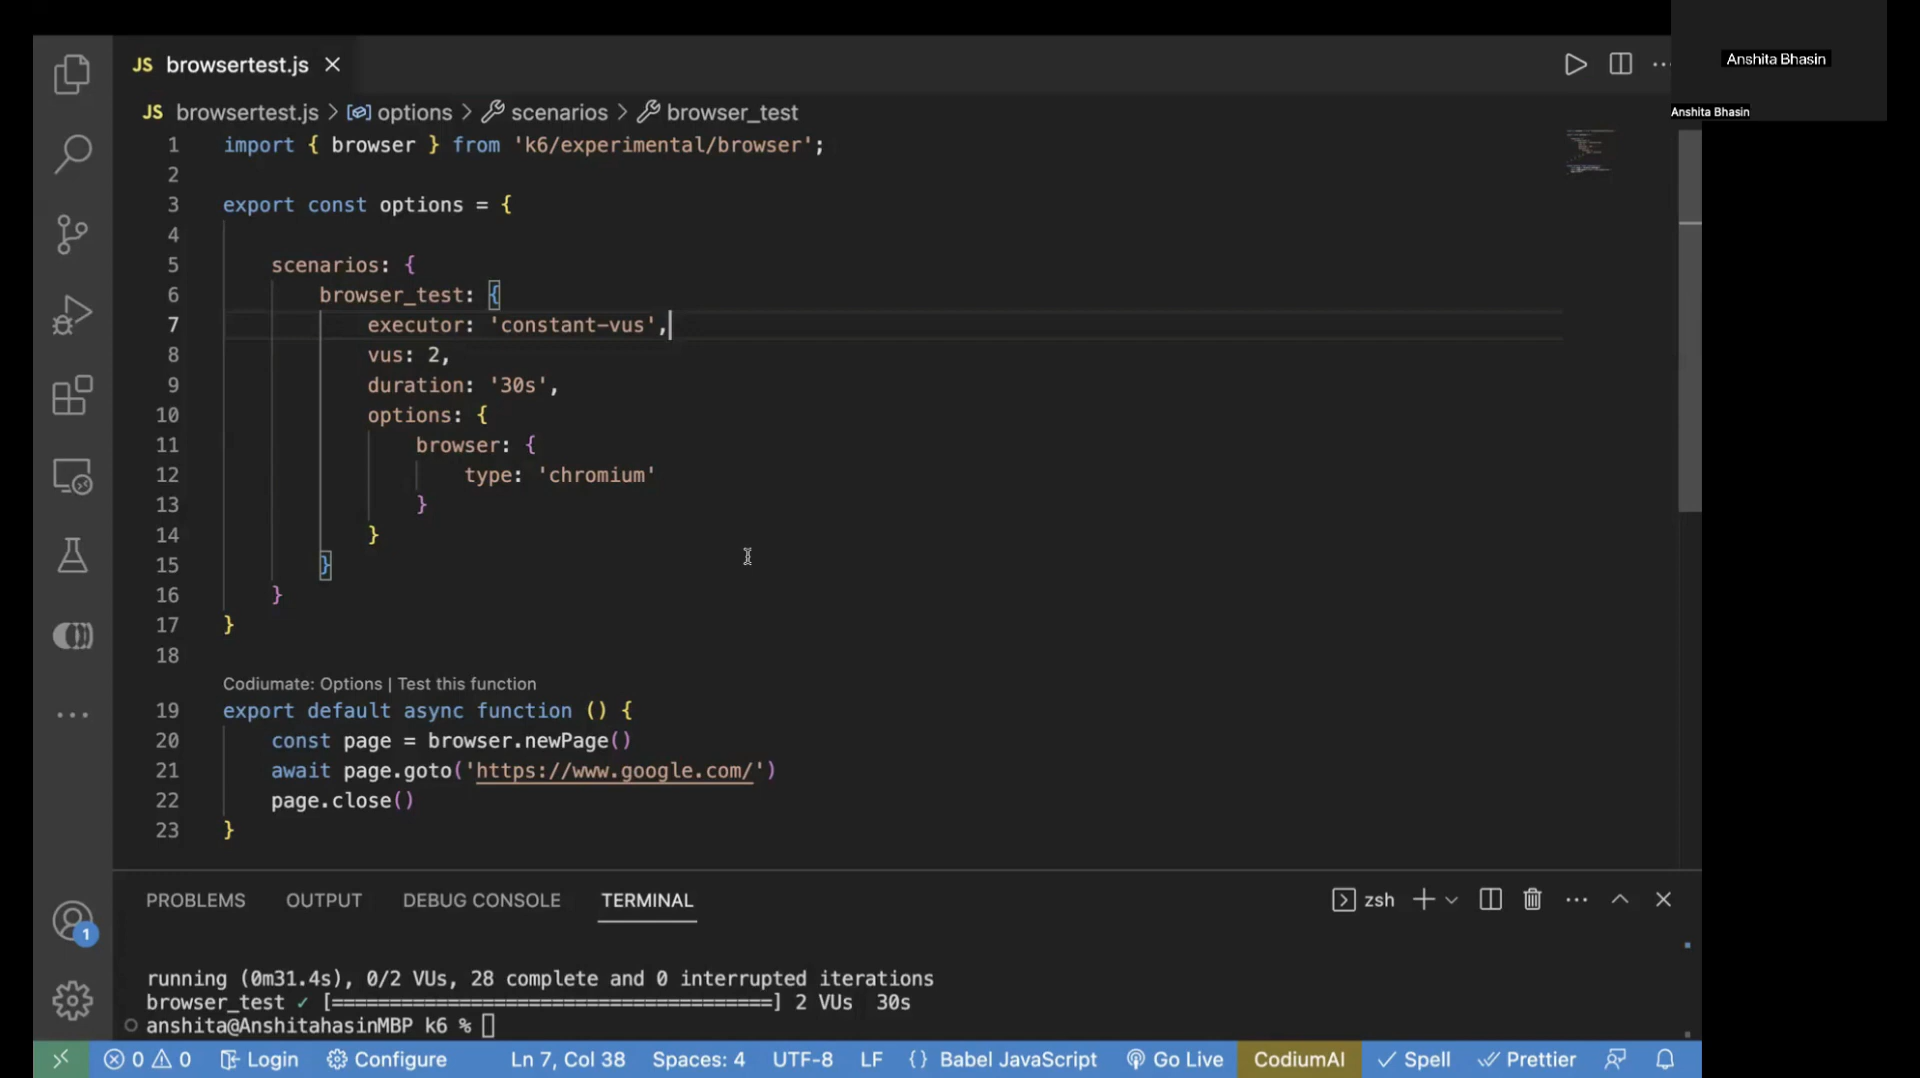 Anshita Bhasin
Anshita Bhasin
JS browsertest.js
JS browsertest.js > options > scenarios > browser_test
1 import { browser } from 'k6/experimental/browser';
2
3 export const options = {
4
5 scenarios: {
6 browser_test: {
7 executor: 'constant-vus',
8 vus: 2,
9 duration: '30s',
10 options: {
11 browser: {
12 type: 'chromium'
13 }
14 }
15 }
16 }
17 }
18
Codiumate: Options | Test this function
19 export default async function () {
20 const page = browser.newPage()
21 await page.goto('https://www.google.com/')
22 page.close()
23 }
PROBLEMS OUTPUT DEBUG CONSOLE TERMINAL zsh
running (0m31.4s), 0/2 VUs, 28 complete and 0 interrupted iterations
browser_test ✓ [======================================] 2 VUs 30s
anshita@AnshitahasinMBP k6 %
1
0 0 Login Configure Ln 7, Col 38 Spaces: 4 UTF-8 LF {} Babel JavaScript Go Live CodiumAI Spell Prettier